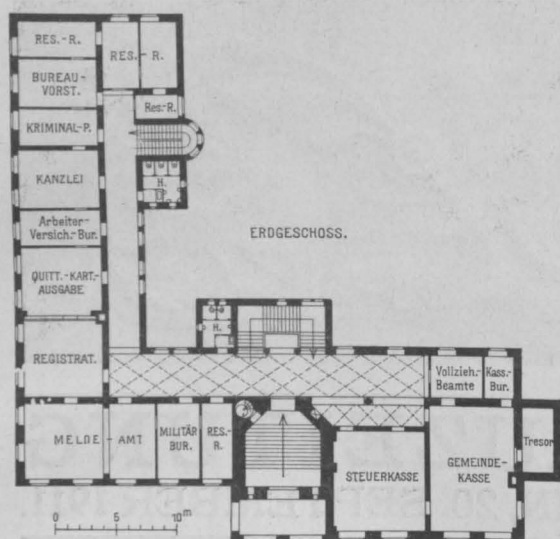 RES.-R.
RES.-R.
BUREAU-
VORST.
Res.-R.
KRIMINAL-P.
KANZLEI
H.
Arbeiter-
Versich.-Bur.
ERDGESCHOSS.
QUITT.-KART.-
AUSGABE
H.
REGISTRAT.
Vollzieh.-
Beamte
Kass.-
Bur.
MELDE-AMT
MILITÄR
BUR.
RES.-
R.
STEUERKASSE
GEMEINDE-
KASSE
Tresor
0 5 10m